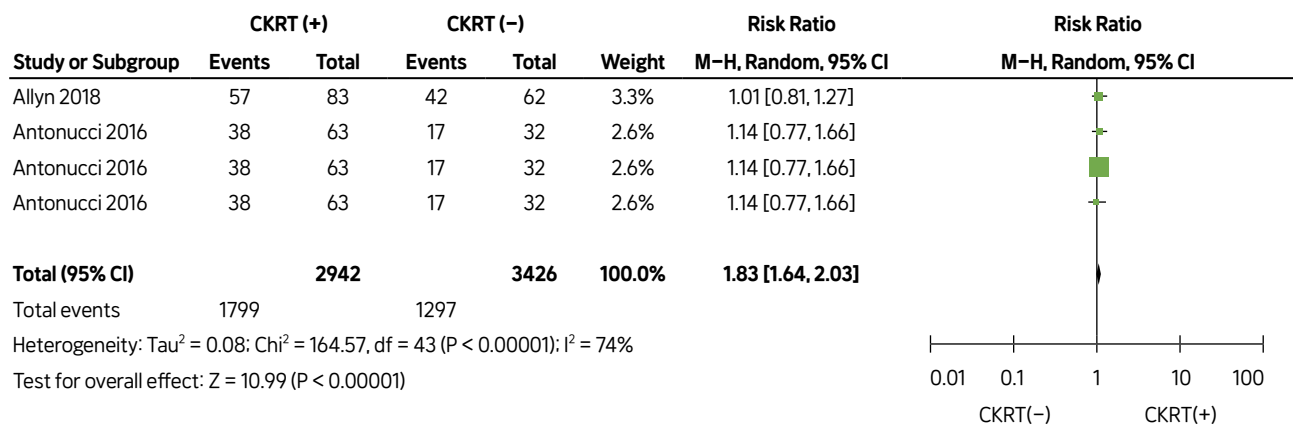 CKRT (+) CKRT (−) Risk Ratio Risk Ratio
Study or Subgroup Events Total Events Total Weight M−H, Random, 95% CI M−H, Random, 95% CI
Allyn 2018 57 83 42 62 3.3% 1.01 [0.81, 1.27]
Antonucci 2016 38 63 17 32 2.6% 1.14 [0.77, 1.66]
Antonucci 2016 38 63 17 32 2.6% 1.14 [0.77, 1.66]
Antonucci 2016 38 63 17 32 2.6% 1.14 [0.77, 1.66]
Total (95% CI) 2942 3426 100.0% 1.83 [1.64, 2.03]
Total events 1799 1297
Heterogeneity: Tau² = 0.08; Chi² = 164.57, df = 43 (P < 0.00001); I² = 74%
Test for overall effect: Z = 10.99 (P < 0.00001)
0.01 0.1 1 10 100
CKRT(−) CKRT(+)